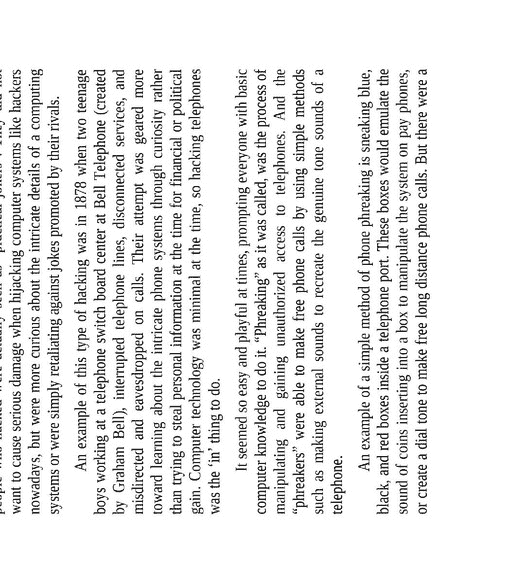 want to cause serious damage when hijacking computer systems like hackers
nowadays, but were more curious about the intricate details of a computing
systems or were simply retaliating against jokes promoted by their rivals.
An example of this type of hacking was in 1878 when two teenage
boys working at a telephone switch board center at Bell Telephone (created
by Graham Bell), interrupted telephone lines, disconnected services, and
misdirected and eavesdropped on calls. Their attempt was geared more
toward learning about the intricate phone systems through curiosity rather
than trying to steal personal information at the time for financial or political
gain. Computer technology was minimal at the time, so hacking telephones
was the ‘in’ thing to do.
It seemed so easy and playful at times, prompting everyone with basic
computer knowledge to do it. “Phreaking” as it was called, was the process of
manipulating and gaining unauthorized access to telephones. And the
“phreakers” were able to make free phone calls by using simple methods
such as making external sounds to recreate the genuine tone sounds of a
telephone.
An example of a simple method of phone phreaking is sneaking blue,
black, and red boxes inside a telephone port. These boxes would emulate the
sound of coins inserting into a box to manipulate the system on pay phones,
or create a dial tone to make free long distance phone calls. But there were a